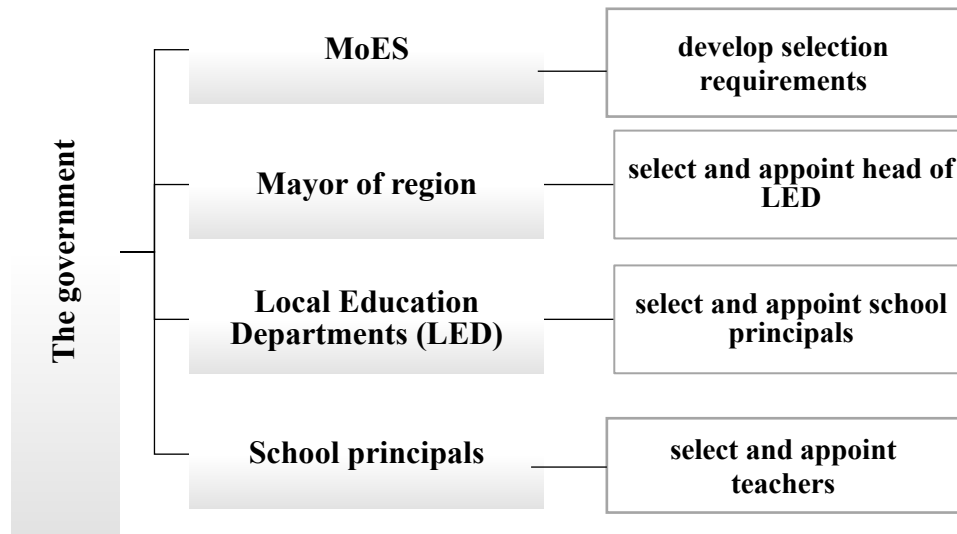 The government
MoES
develop selection
requirements
Mayor of region
select and appoint head of
LED
Local Education
Departments (LED)
select and appoint school
principals
School principals
select and appoint
teachers